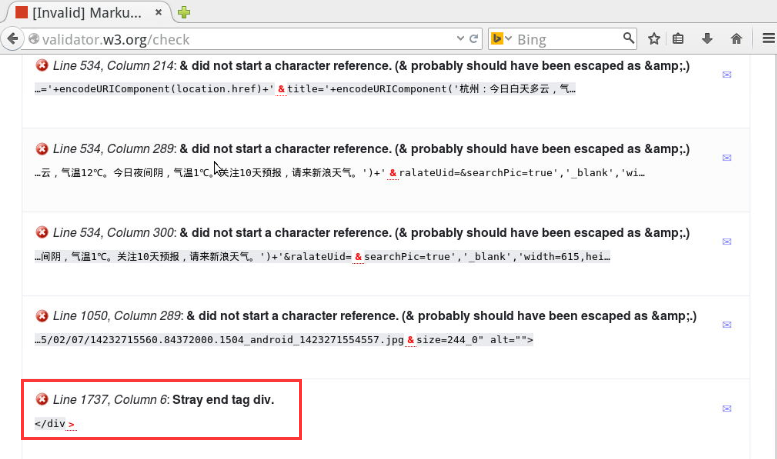 [Invalid] Marku...
validator.w3.org/check
Bing
Line 534, Column 214: & did not start a character reference. (& probably should have been escaped as &amp;.)
…='+encodeURIComponent(location.href)+'&title='+encodeURIComponent('杭州：今日白天多云，气…
Line 534, Column 289: & did not start a character reference. (& probably should have been escaped as &amp;.)
…云，气温12℃。今日夜间阴，气温1℃。关注10天预报，请来新浪天气。')+'&ralateUid=&searchPic=true','_blank','wi…
Line 534, Column 300: & did not start a character reference. (& probably should have been escaped as &amp;.)
…间阴，气温1℃。关注10天预报，请来新浪天气。')+'&ralateUid=&searchPic=true','_blank','width=615,hei…
Line 1050, Column 289: & did not start a character reference. (& probably should have been escaped as &amp;.)
…5/02/07/14232715560.84372000.1504_android_1423271554557.jpg&size=244_0" alt="">
Line 1737, Column 6: Stray end tag div.
</div>